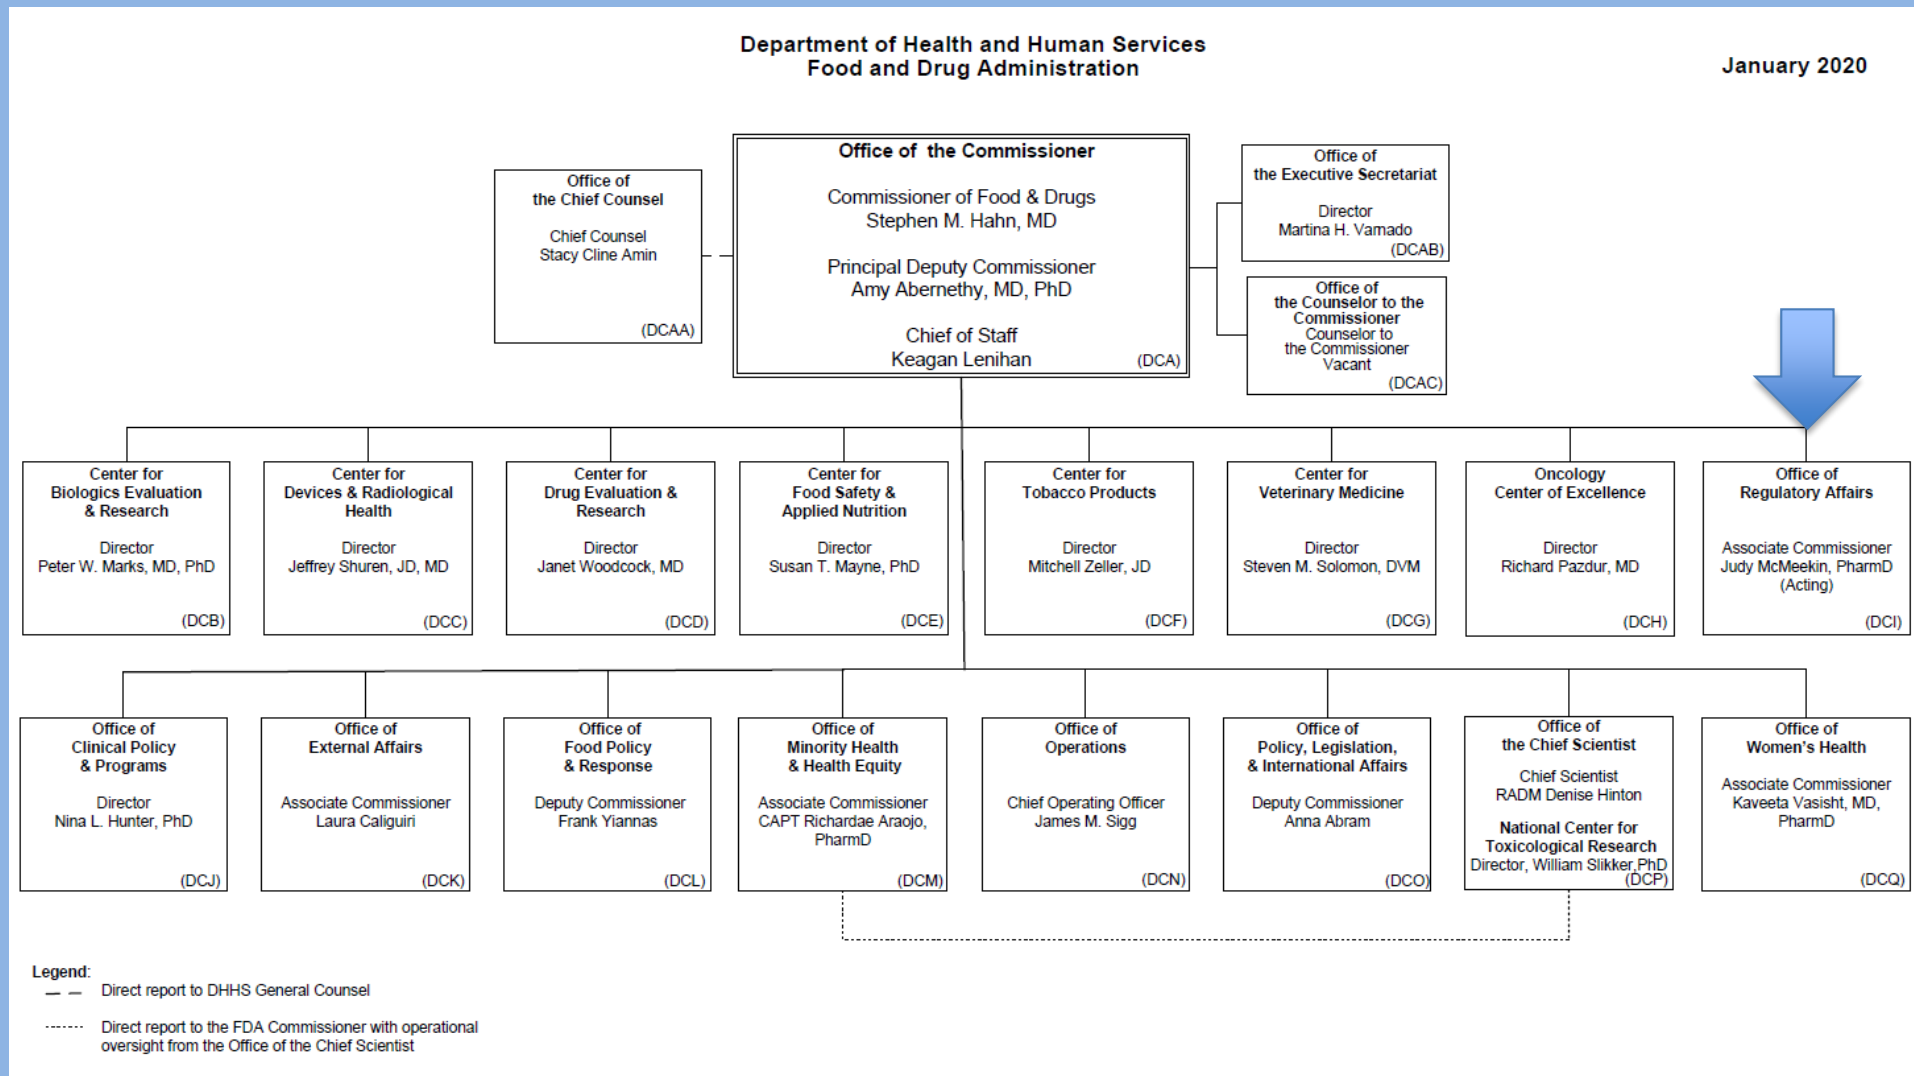 Department of Health and Human Services
Food and Drug Administration
January 2020
Office of the Commissioner
Commissioner of Food & Drugs
Stephen M. Hahn, MD
Principal Deputy Commissioner
Amy Abernethy, MD, PhD
Chief of Staff
Keagan Lenihan
(DCA)
Office of
the Chief Counsel
Chief Counsel
Stacy Cline Amin
(DCAA)
Office of
the Executive Secretariat
Director
Martina H. Varnado
(DCAB)
Office of
the Counselor to the
Commissioner
Counselor to
the Commissioner
Vacant
(DCAC)
Center for
Biologics Evaluation
& Research
Director
Peter W. Marks, MD, PhD
(DCB)
Center for
Devices & Radiological
Health
Director
Jeffrey Shuren, JD, MD
(DCC)
Center for
Drug Evaluation &
Research
Director
Janet Woodcock, MD
(DCD)
Center for
Food Safety &
Applied Nutrition
Director
Susan T. Mayne, PhD
(DCE)
Center for
Tobacco Products
Director
Mitchell Zeller, JD
(DCF)
Center for
Veterinary Medicine
Director
Steven M. Solomon, DVM
(DCG)
Oncology
Center of Excellence
Director
Richard Pazdur, MD
(DCH)
Office of
Regulatory Affairs
Associate Commissioner
Judy McMeekin, PharmD
(Acting)
(DCI)
Office of
Clinical Policy
& Programs
Director
Nina L. Hunter, PhD
(DCJ)
Office of
External Affairs
Associate Commissioner
Laura Caliguiri
(DCK)
Office of
Food Policy
& Response
Deputy Commissioner
Frank Yiannas
(DCL)
Office of
Minority Health
& Health Equity
Associate Commissioner
CAPT Richardae Araojo,
PharmD
(DCM)
Office of
Operations
Chief Operating Officer
James M. Sigg
(DCN)
Office of
Policy, Legislation,
& International Affairs
Deputy Commissioner
Anna Abram
(DCO)
Office of
the Chief Scientist
Chief Scientist
RADM Denise Hinton
National Center for
Toxicological Research
Director, William Slikker,PhD
(DCP)
Office of
Women's Health
Associate Commissioner
Kaveeta Vasisht, MD,
PharmD
(DCQ)
Legend:
Direct report to DHHS General Counsel
Direct report to the FDA Commissioner with operational
oversight from the Office of the Chief Scientist